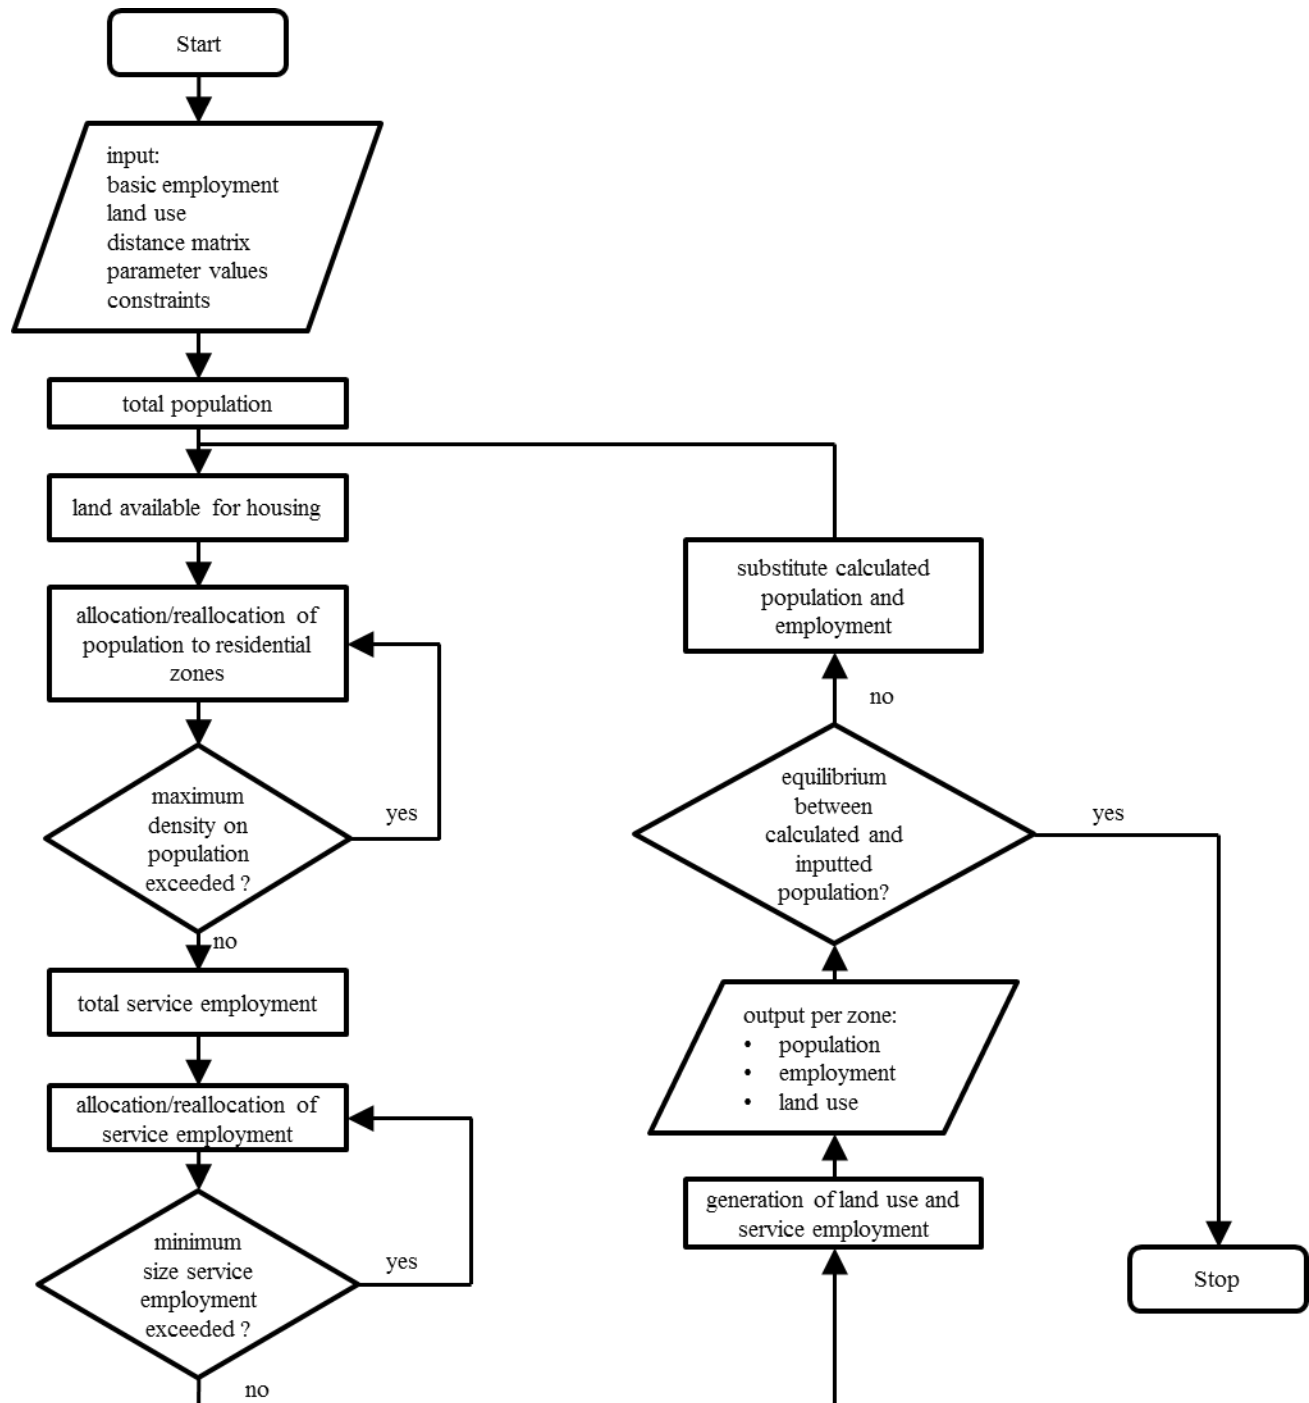 Start
input:
basic employment
land use
distance matrix
parameter values
constraints
total population
land available for housing
allocation/reallocation of
population to residential
zones
maximum
density on
population
exceeded ?
yes
no
total service employment
allocation/reallocation of
service employment
minimum
size service
employment
exceeded ?
yes
no
substitute calculated
population and
employment
no
equilibrium
between
calculated and
inputted
population?
yes
output per zone:
• population
• employment
• land use
generation of land use and
service employment
Stop